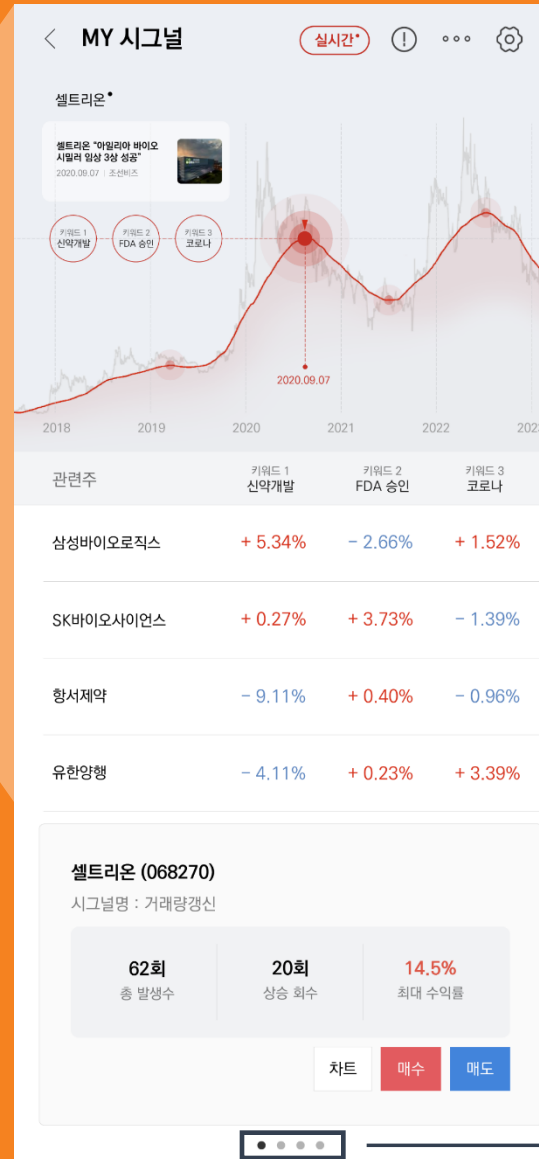 MY 시그널
실시간
셀트리온
셀트리온 "아일리아 바이오
시밀러 임상 3상 성공"
2020.09.07 | 조선비즈
키워드 1
신약개발
키워드 2
FDA 승인
키워드 3
코로나
2020.09.07
2018 2019 2020 2021 2022 202
관련주
키워드 1
신약개발
키워드 2
FDA 승인
키워드 3
코로나
삼성바이오로직스 + 5.34% − 2.66% + 1.52%
SK바이오사이언스 + 0.27% + 3.73% − 1.39%
항서제약 − 9.11% + 0.40% − 0.96%
유한양행 − 4.11% + 0.23% + 3.39%
셀트리온 (068270)
시그널명 : 거래량갱신
62회 20회 14.5%
총 발생수 상승 회수 최대 수익률
차트 매수 매도